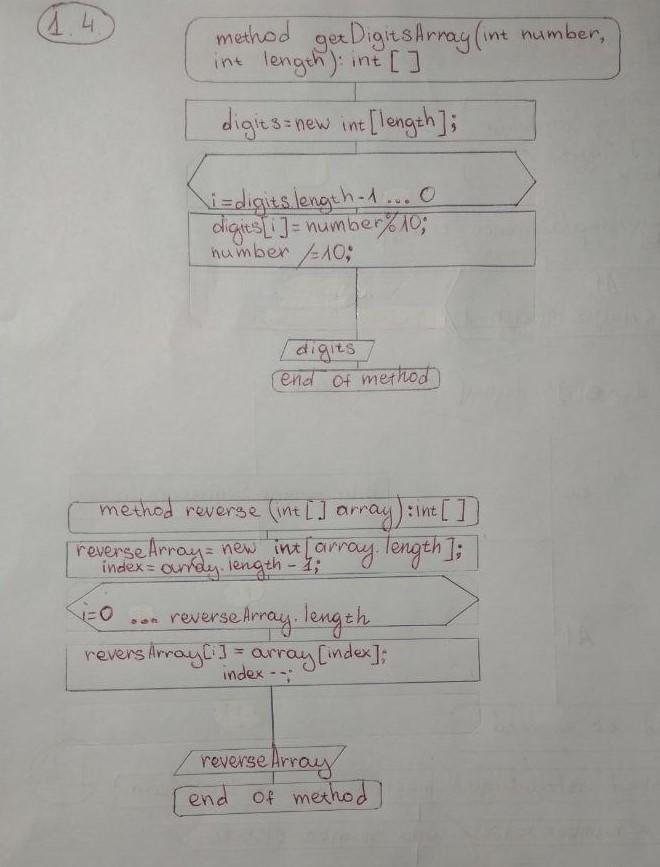 1.4.
method getDigitsArray(int number,
int length): int [ ]
digits=new int[length];
i=digits.length-1 ... 0
digits[i]=number%10;
number /=10;
digits
end of method
method reverse (int[] array):int[]
reverseArray=new int[array.length];
index=array.length-1;
i=0 ... reverseArray.length
reversArray[i]=array[index];
index--;
reverseArray
end of method